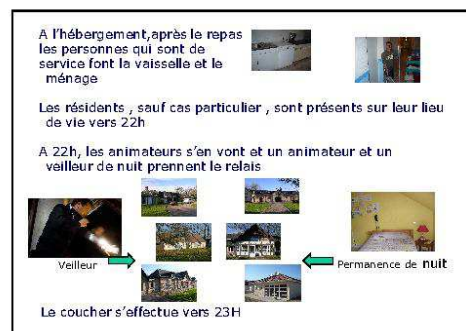 A l'hébergement,après le repas
les personnes qui sont de
service font la vaisselle et le
ménage
Les résidents , sauf cas particulier , sont présents sur leur lieu
de vie vers 22h
A 22h, les animateurs s'en vont et un animateur et un
veilleur de nuit prennent le relais
Veilleur
Permanence de nuit
Le coucher s'effectue vers 23H